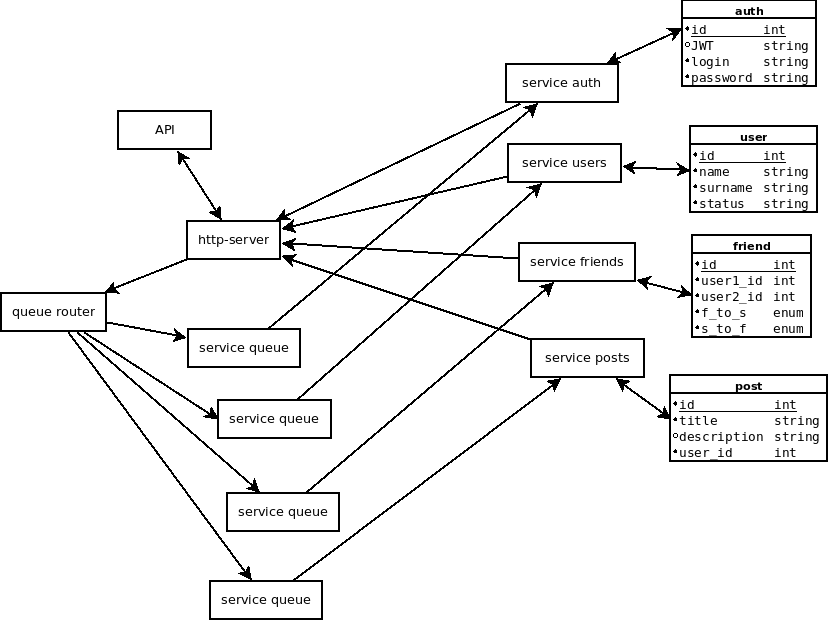 auth
id int
JWT string
login string
password string
service auth
API
user
id int
name string
surname string
status string
service users
http-server
friend
id int
user1_id int
user2_id int
f_to_s enum
s_to_f enum
service friends
queue router
service queue
service posts
post
id int
title string
description string
user_id int
service queue
service queue
service queue